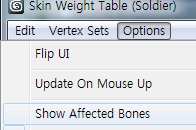 Skin Weight Table (Soldier)
Edit Vertex Sets Options
Flip UI
Update On Mouse Up
Show Affected Bones